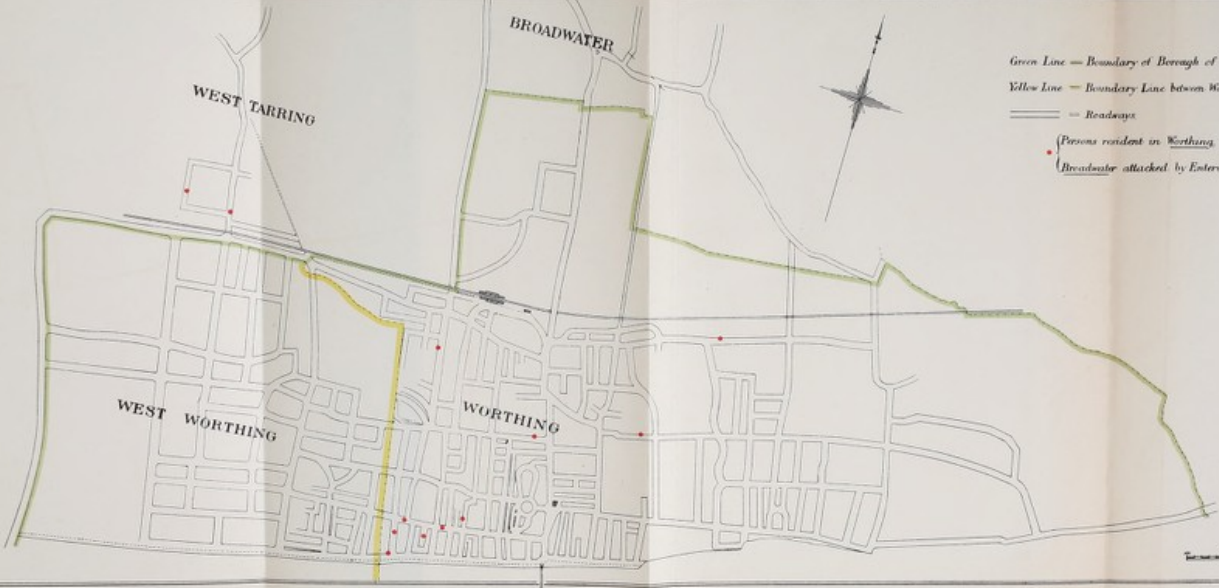 BROADWATER
WEST TARRING
Green Line — Boundary of Borough of
Yellow Line — Boundary Line between
= Roadways
Persons resident in Worthing,
Broadwater attacked by
WEST WORTHING
WORTHING